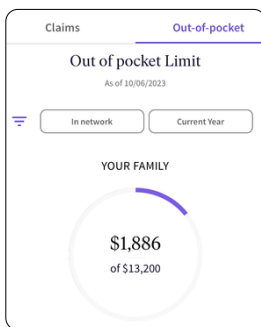 Claims
Out-of-pocket
Out of pocket Limit
As of 10/06/2023
In network
Current Year
YOUR FAMILY
$1,886
of $13,200